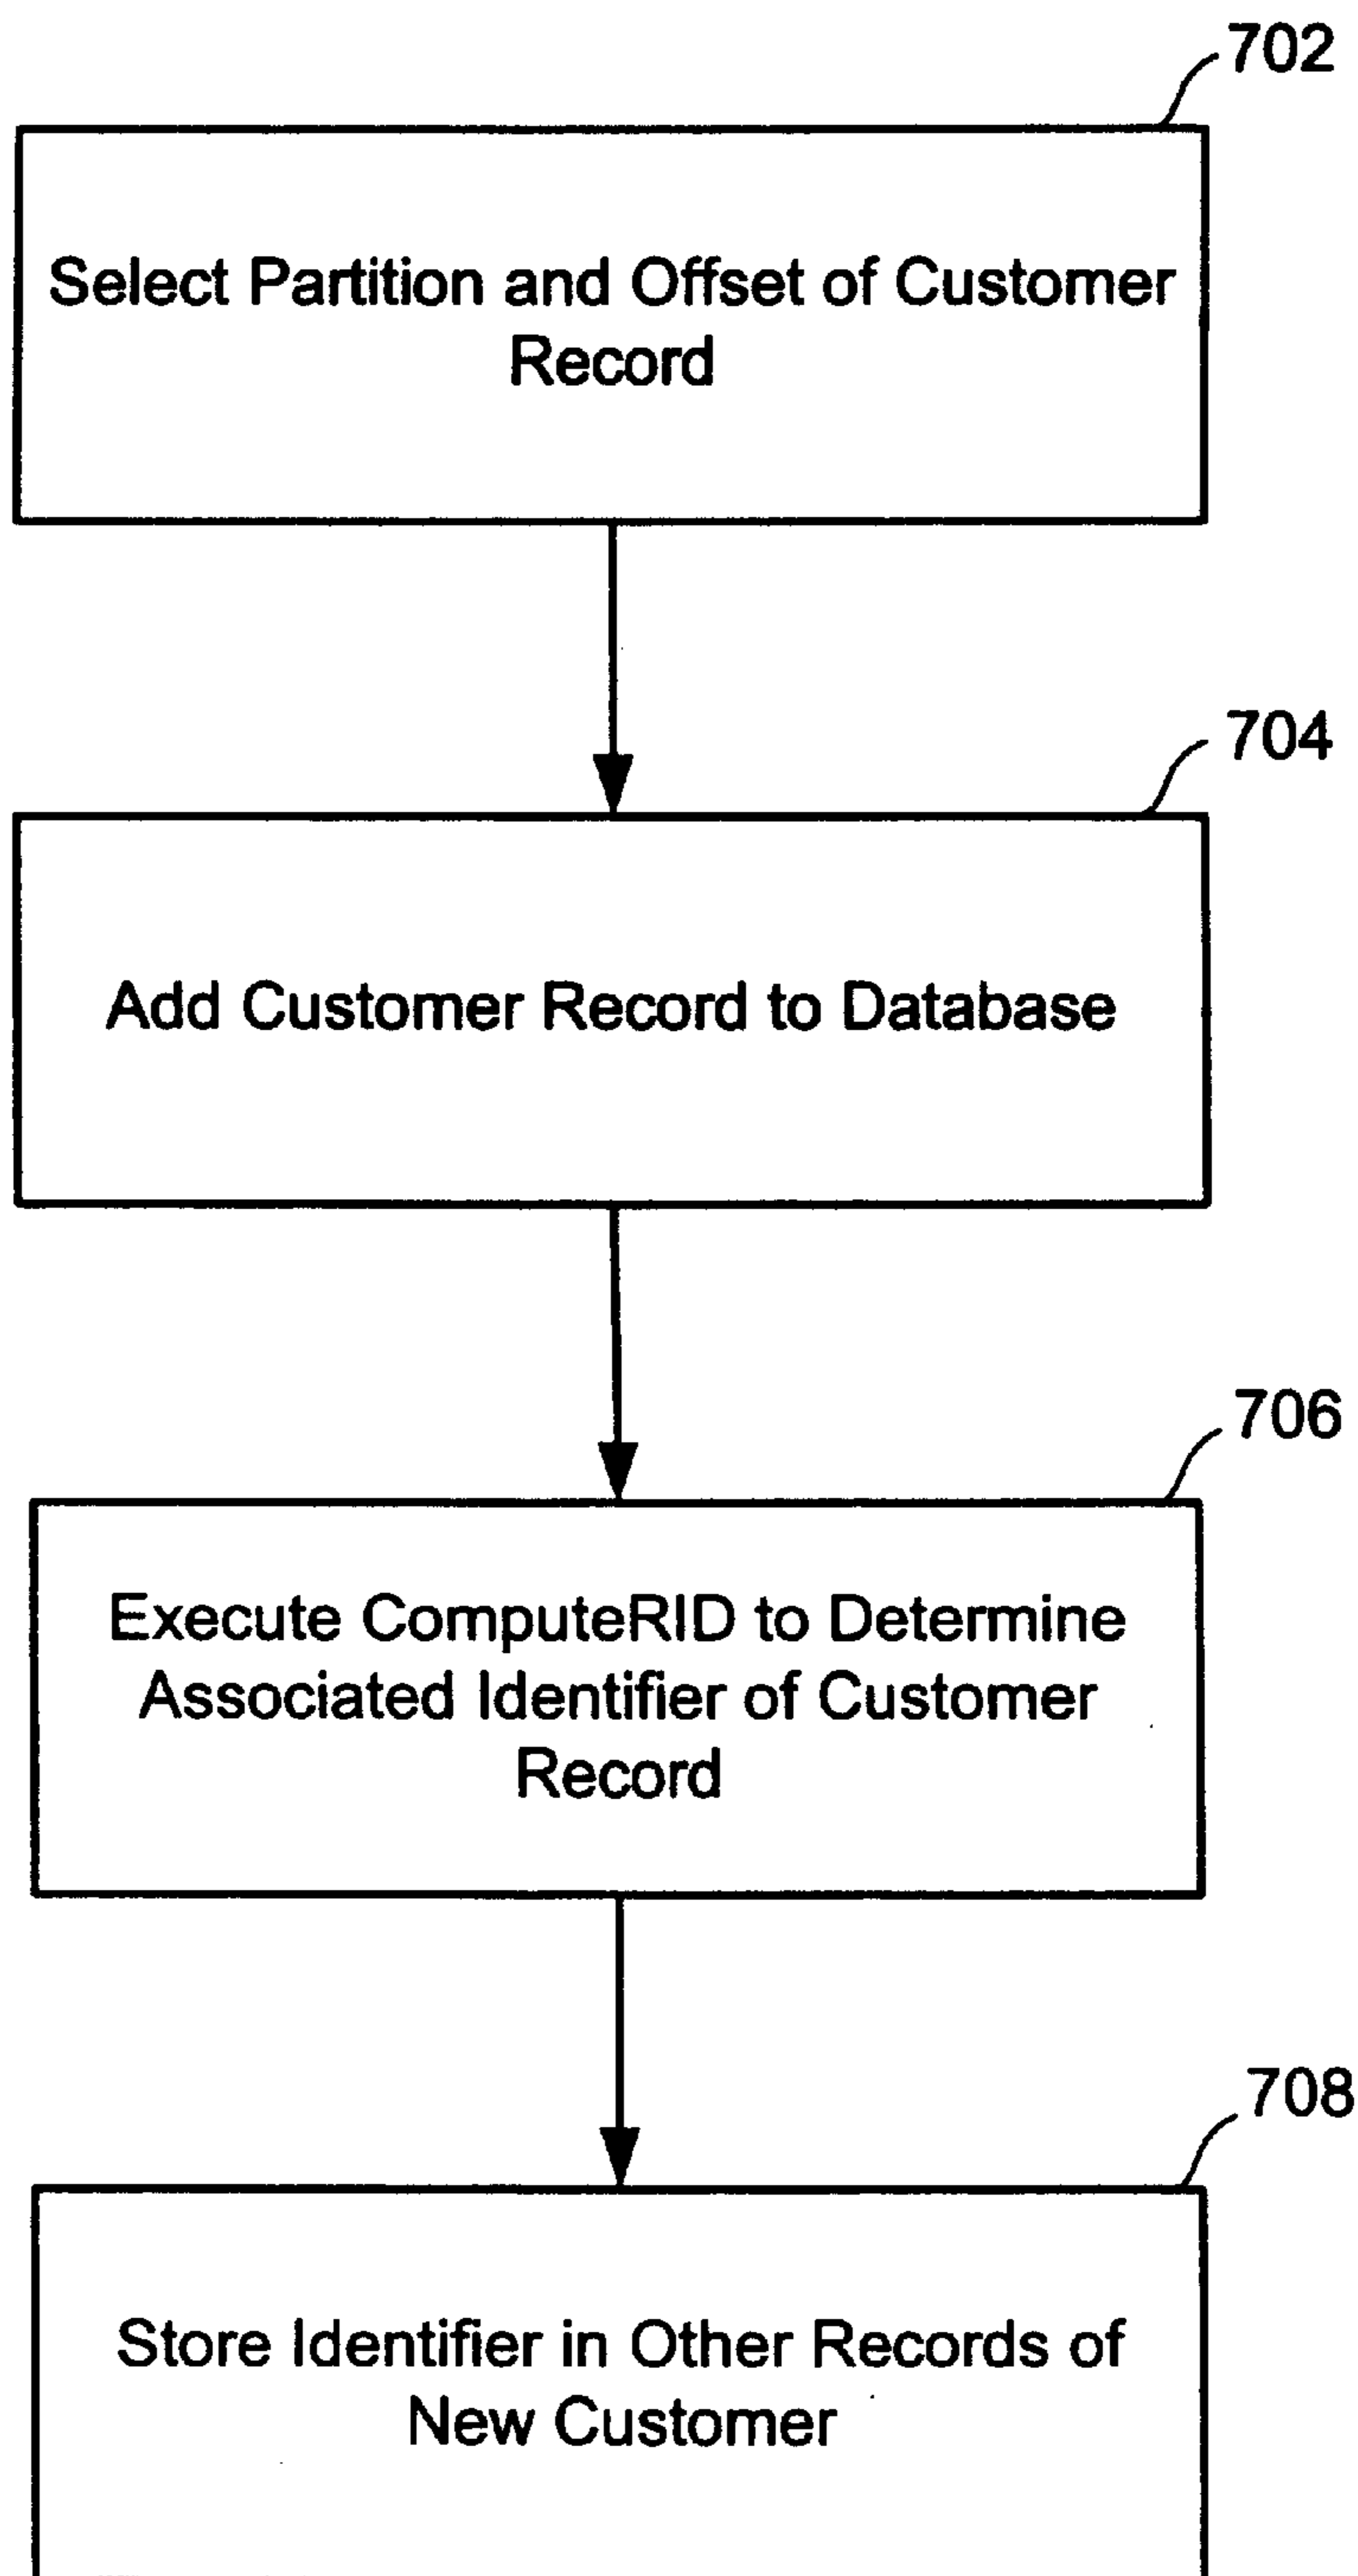 702
Select Partition and Offset of Customer
Record
704
Add Customer Record to Database
706
Execute ComputeRID to Determine
Associated Identifier of Customer
Record
708
Store Identifier in Other Records of
New Customer